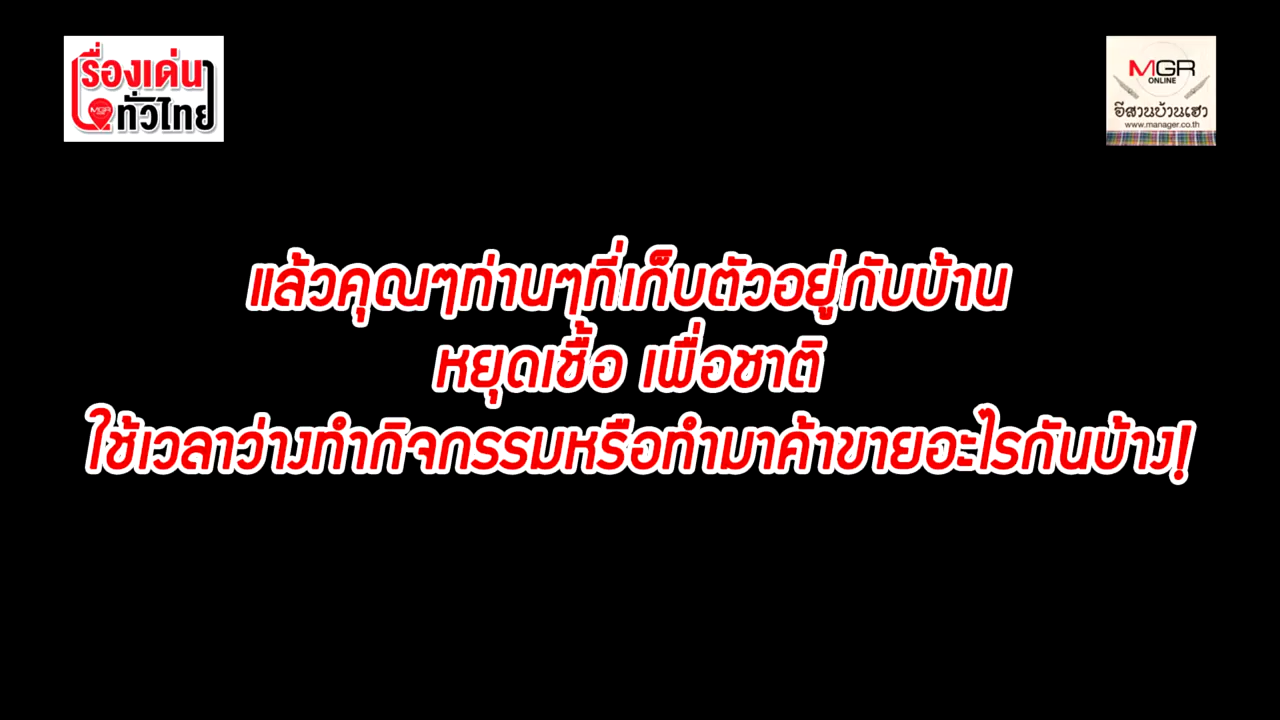 เรื่องเด่น
ทั่วไทย
MGR
MGR
ONLINE
อีสานบ้านเฮา
www.manager.co.th
แล้วคุณๆท่านๆที่เก็บตัวอยู่กับบ้าน
หยุดเชื้อ เพื่อชาติ
ใช้เวลาว่างทำกิจกรรมหรือทำมาค้าขายอะไรกันบ้าง!